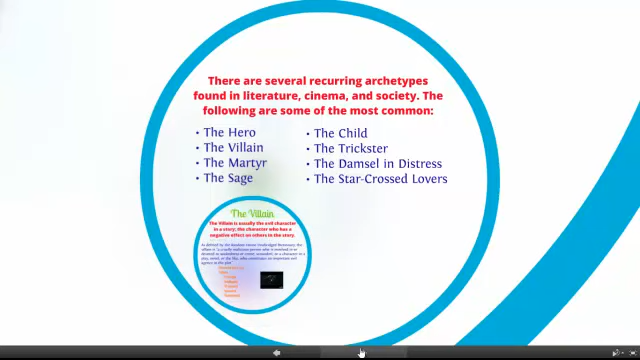 There are several recurring archetypes
found in literature, cinema, and society. The
following are some of the most common:
• The Hero
• The Villain
• The Martyr
• The Sage
• The Child
• The Trickster
• The Damsel in Distress
• The Star-Crossed Lovers
The Villain
The Villain is usually the evil character
in a story; the character who has a
negative effect on others in the story.